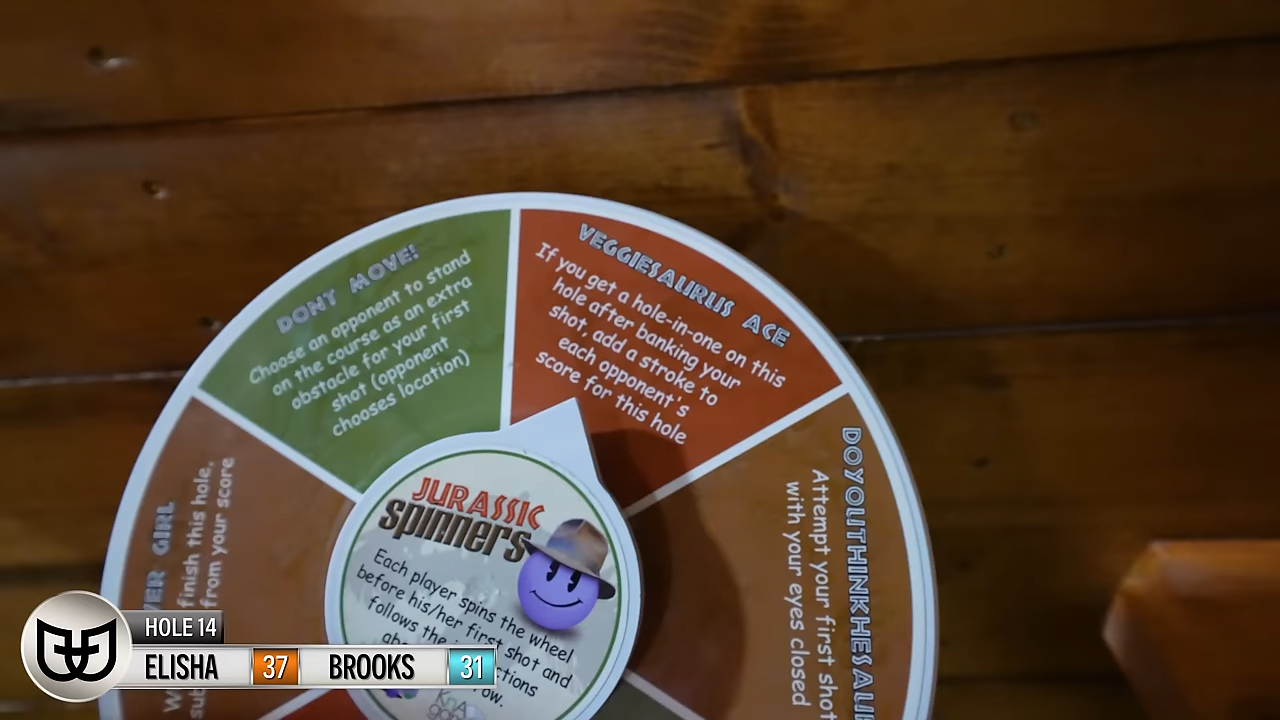 DONT MOVE!
Choose an opponent to stand
on the course as an extra
obstacle for your first
shot (opponent
chooses location)
VEGGIESAURUS ACE
If you get a hole-in-one on this
hole after banking your
shot, add a stroke to
each opponent's
score for this hole
Attempt your first shot
with your eyes closed
GIRL
finish this hole,
from your score
JURASSIC
spinners
Each player spins the wheel
before his/her first shot and
follows the
HOLE 14
ELISHA 37 BROOKS 31